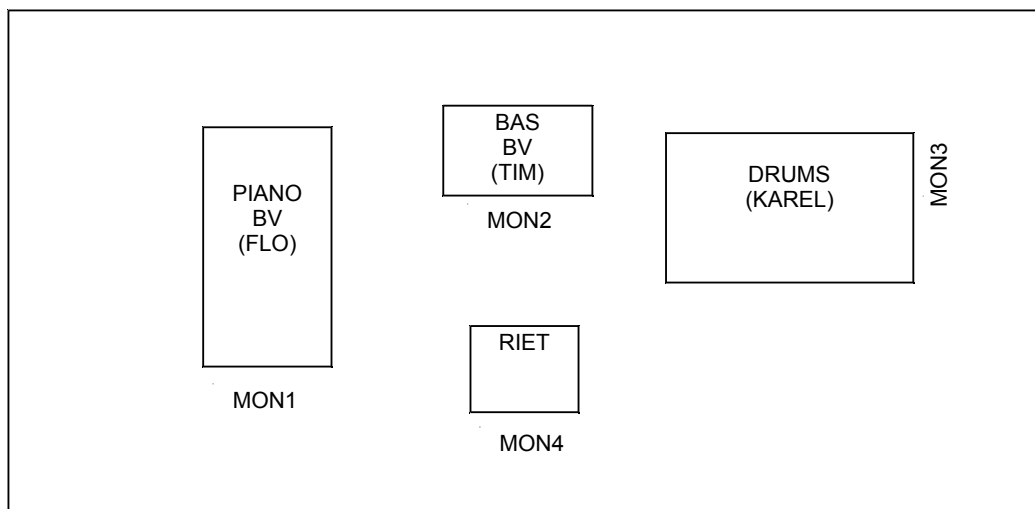 PIANO
BV
(FLO)
MON1
BAS
BV
(TIM)
MON2
DRUMS
(KAREL)
MON3
RIET
MON4